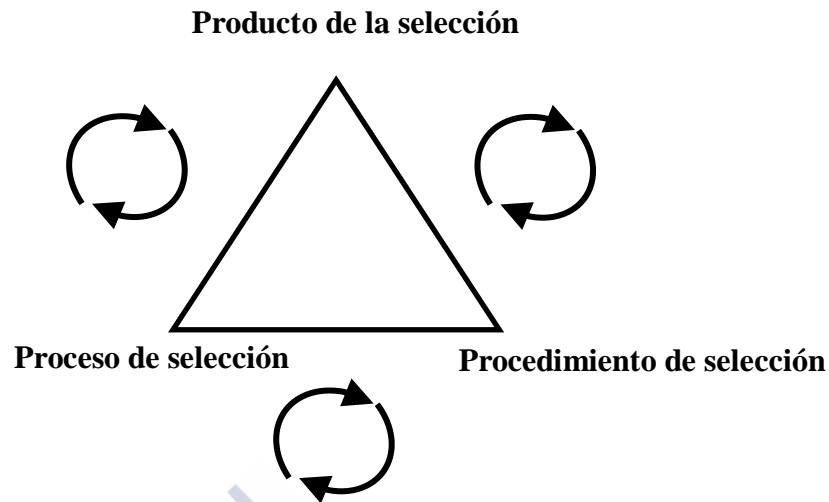 Producto de la selección
Proceso de selección
Procedimiento de selección